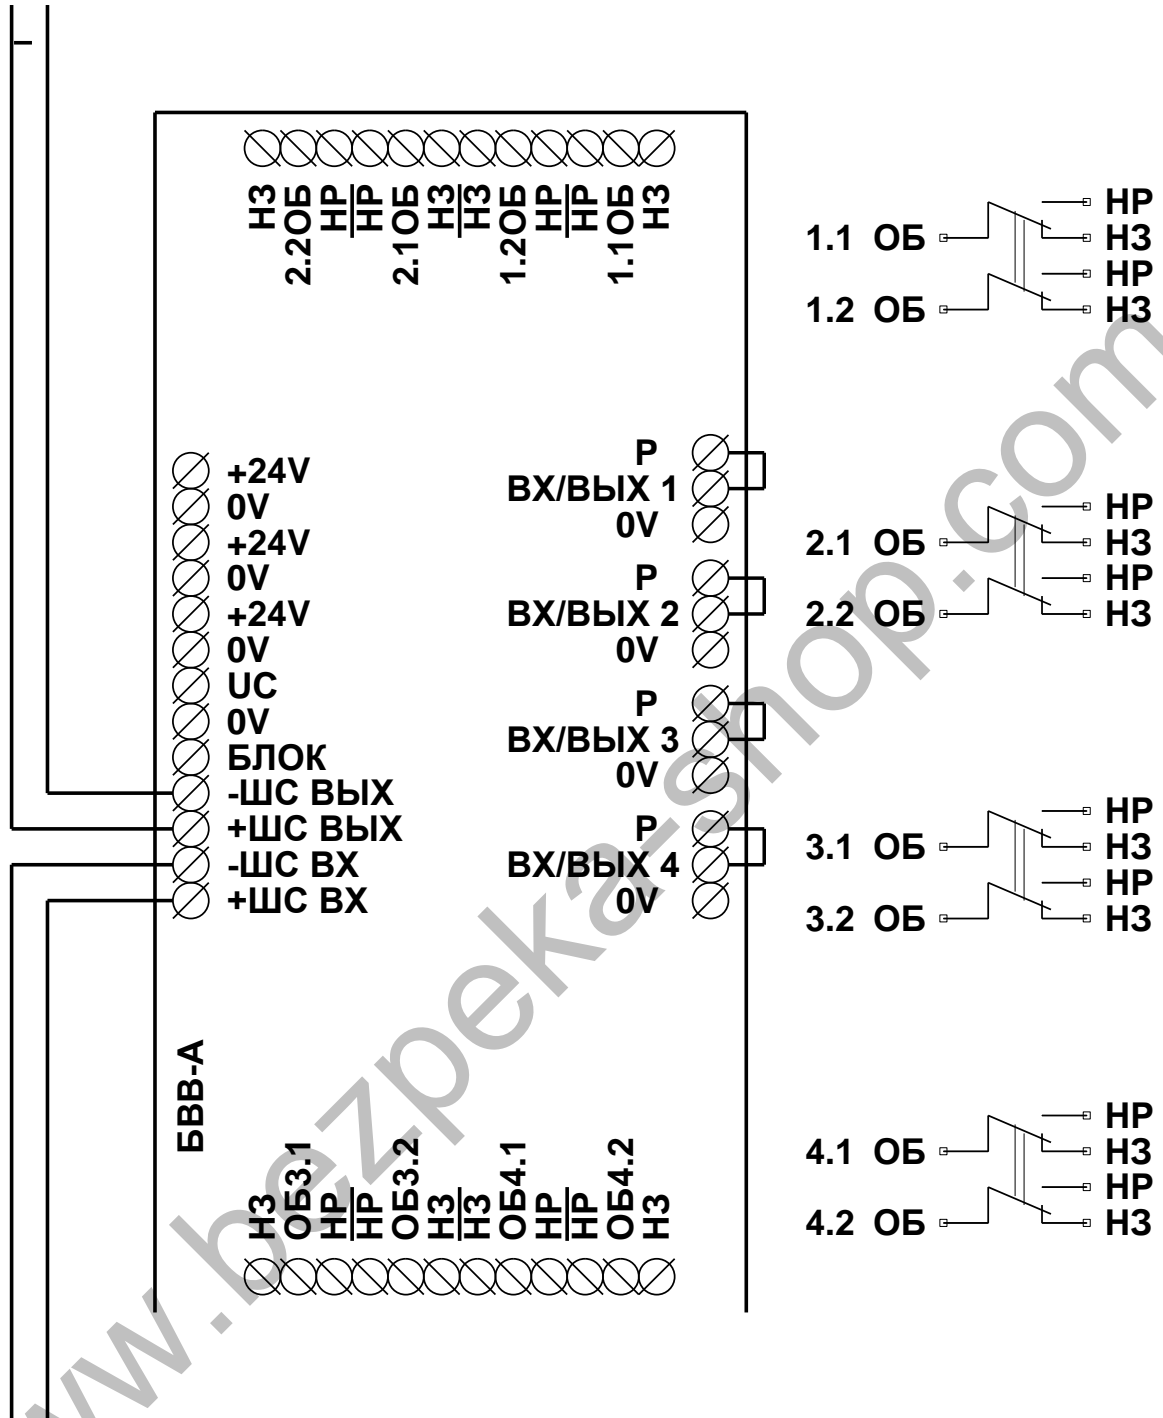 НЗ
2.2ОБ
НР
НР
2.1ОБ
НЗ
НЗ
1.2ОБ
НР
НР
1.1ОБ
НЗ
+24V
0V
+24V
0V
+24V
0V
UC
0V
БЛОК
-ШС ВЫХ
+ШС ВЫХ
-ШС ВХ
+ШС ВХ
Р
ВХ/ВЫХ 1
0V
Р
ВХ/ВЫХ 2
0V
Р
ВХ/ВЫХ 3
0V
Р
ВХ/ВЫХ 4
0V
БВВ-А
НЗ
ОБ3.1
НР
НР
ОБ3.2
НЗ
НЗ
ОБ4.1
НР
НР
ОБ4.2
НЗ
НР
1.1 ОБ НЗ
НР
1.2 ОБ НЗ
НР
2.1 ОБ НЗ
НР
2.2 ОБ НЗ
НР
3.1 ОБ НЗ
НР
3.2 ОБ НЗ
НР
4.1 ОБ НЗ
НР
4.2 ОБ НЗ
www.bezpeka-shop.com